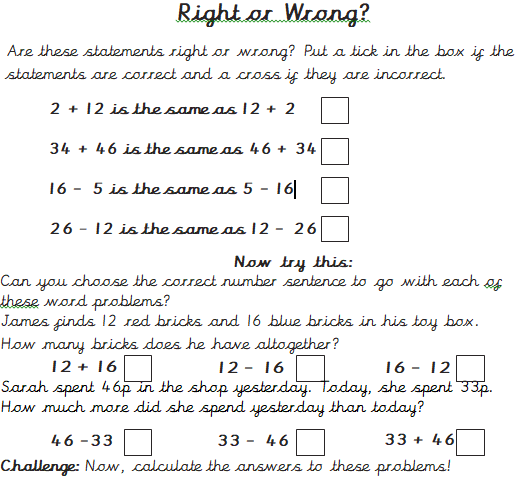 Right or Wrong?
Are these statements right or wrong? Put a tick in the box if the
statements are correct and a cross if they are incorrect.
2 + 12 is the same as 12 + 2
34 + 46 is the same as 46 + 34
16 - 5 is the same as 5 - 16
26 - 12 is the same as 12 - 26
Now try this:
Can you choose the correct number sentence to go with each of
these word problems?
James finds 12 red bricks and 16 blue bricks in his toy box.
How many bricks does he have altogether?
12 + 16 12 - 16 16 - 12
Sarah spent 46p in the shop yesterday. Today, she spent 33p.
How much more did she spend yesterday than today?
46 -33 33 - 46 33 + 46
Challenge: Now, calculate the answers to these problems!